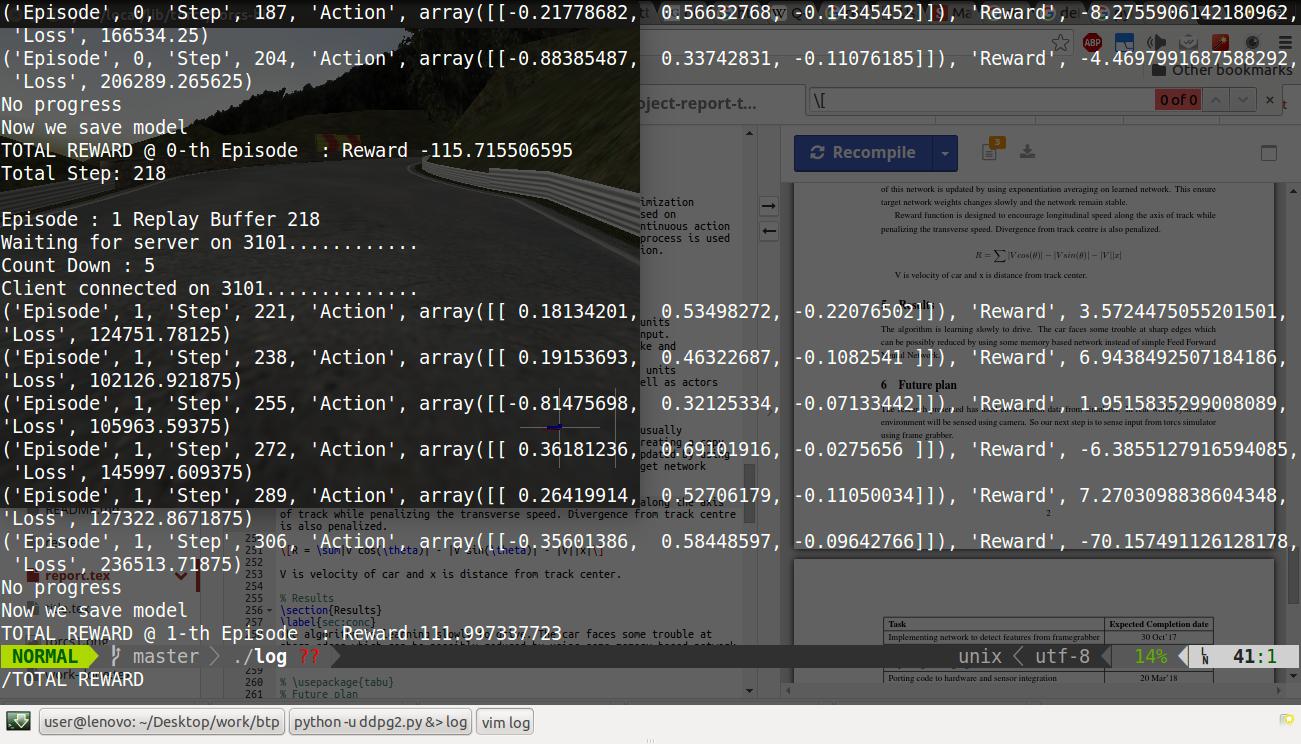 ('Episode', 0, 'Step', 187, 'Action', array([[-0.21778682,  0.56632768, -0.14345452]]), 'Reward', -8.2755906142180962,
'Loss', 166534.25)
('Episode', 0, 'Step', 204, 'Action', array([[-0.88385487,  0.33742831, -0.11076185]]), 'Reward', -4.4697991687588292,
'Loss', 206289.265625)
Other bookmarks
No progress
\[ 0 of 0
oject-report-t...
Now we save model
TOTAL REWARD @ 0-th Episode  : Reward -115.715506595
Recompile 3
Total Step: 218
of this network is updated by using exponentiation averaging on learned network. This ensure
target network weights changes slowly and the network remain stable.
Reward function is designed to encourage longitudinal speed along the axis of track while
penalizing the transverse speed. Divergence from track centre is also penalized.
R = ∑ |V cos(θ)| − |V sin(θ)| − |V||x|
V is velocity of car and x is distance from track center.
Episode : 1 Replay Buffer 218
Waiting for server on 3101............
Count Down : 5
Client connected on 3101..............
('Episode', 1, 'Step', 221, 'Action', array([[ 0.18134201,  0.53498272, -0.22076502]]), 'Reward', 3.5724475055201501,
'Loss', 124751.78125)
The algorithm is learning slowly to drive. The car faces some trouble at sharp edges which
can be possibly reduced by using some memory based network instead of simple Feed Forward
('Episode', 1, 'Step', 238, 'Action', array([[ 0.19153693,  0.46322687, -0.1082541 ]]), 'Reward', 6.9438492507184186,
'Loss', 102126.921875)
6 Future plan
('Episode', 1, 'Step', 255, 'Action', array([[-0.81475698,  0.32125334, -0.07133442]]), 'Reward', 1.9515835299008089,
'Loss', 105963.59375)
environment will be sensed using camera. So our next step is to sense input from torcs simulator
using frame grabber.
('Episode', 1, 'Step', 272, 'Action', array([[ 0.36181236,  0.69101916, -0.0275656 ]]), 'Reward', -6.3855127916594085,
'Loss', 145997.609375)
('Episode', 1, 'Step', 289, 'Action', array([[ 0.26419914,  0.52706179, -0.11050034]]), 'Reward', 7.2703098838604348,
'Loss', 127322.8671875)
2
of track while penalizing the transverse speed. Divergence from track centre
is also penalized.
('Episode', 1, 'Step', 306, 'Action', array([[-0.35601386,  0.58448597, -0.09642766]]), 'Reward', -70.157491126128178,
251 \[R = \sum|V cos(\theta)| - |V sin(\theta)| - |V||x|\]
'Loss', 236513.71875)
report.tex
253 V is velocity of car and x is distance from track center.
No progress
255 % Results
Now we save model
256 \section{Results}
257 \label{sec:conc}
TOTAL REWARD @ 1-th Episode  : Reward 111.997337723
Task Expected Completion date
Implementing network to detect features from framegrabber 30 Oct'17
NORMAL master ./log ?? unix utf-8 14% LN 41:1
/TOTAL REWARD
Porting code to hardware and sensor integration 20 Mar'18
260 % \usepackage{tabu}
261 % Future plan
user@lenovo: ~/Desktop/work/btp python -u ddpg2.py &> log vim log